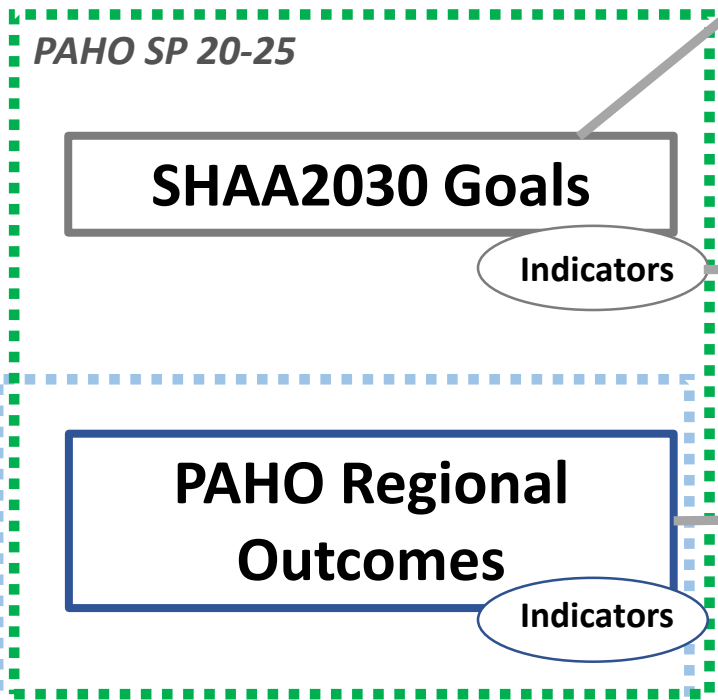 PAHO SP 20-25
SHAA2030 Goals
Indicators
PAHO Regional
Outcomes
Indicators